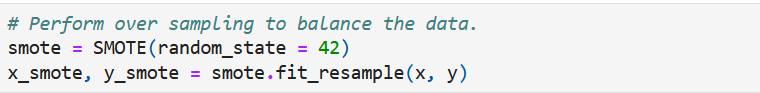 # Perform over sampling to balance the data.
smote = SMOTE(random_state = 42)
x_smote, y_smote = smote.fit_resample(x, y)